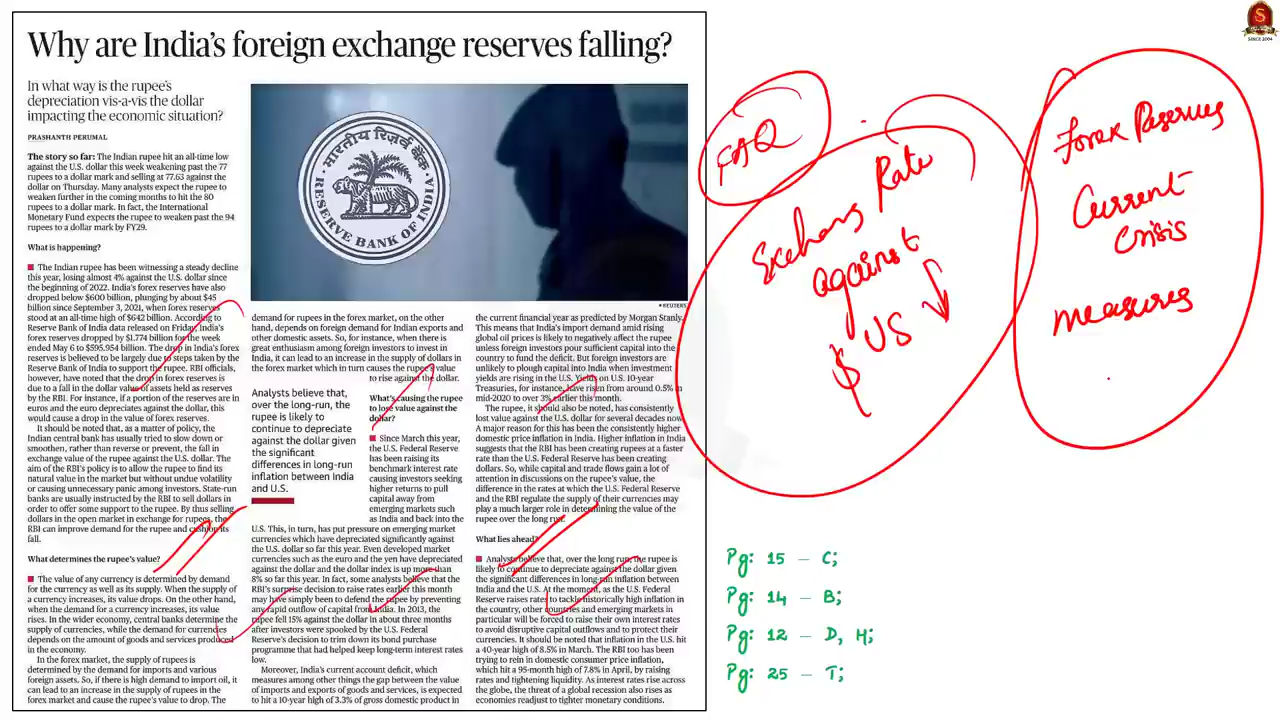 Why are India's foreign exchange reserves falling?
In what way is the rupee's
depreciation vis-a-vis the dollar
impacting the economic situation?
PRASHANTH PERUMAL
The story so far: The Indian rupee hit an all-time low
against the U.S. dollar this week weakening past the 77
rupees to a dollar mark and selling at 77.63 against the
dollar on Thursday. Many analysts expect the rupee to
weaken further in the coming months to hit the 80
rupees to a dollar mark. In fact, the International
Monetary Fund expects the rupee to weaken past the 94
rupees to a dollar mark by FY29.
What is happening?
■ The Indian rupee has been witnessing a steady decline
this year, losing almost 4% against the U.S. dollar since
the beginning of 2022. India's forex reserves have also
dropped below $600 billion, plunging by about $45
billion since September 3, 2021, when forex reserves
stood at an all-time high of $642 billion. According to
Reserve Bank of India data released on Friday, India's
forex reserves dropped by $1.774 billion for the week
ended May 6 to $595.954 billion. The drop in India's forex
reserves is believed to be largely due to steps taken by the
Reserve Bank of India to support the rupee. RBI officials,
however, have noted that the drop in forex reserves is
due to a fall in the dollar value of assets held as reserves
by the RBI. For instance, if a portion of the reserves are in
euros and the euro depreciates against the dollar, this
would cause a drop in the value of forex reserves.
It should be noted that, as a matter of policy, the
Indian central bank has usually tried to slow down or
smoothen, rather than reverse or prevent, the fall in
exchange value of the rupee against the U.S. dollar. The
aim of the RBI's policy is to allow the rupee to find its
natural value in the market but without undue volatility
or causing unnecessary panic among investors. State-run
banks are usually instructed by the RBI to sell dollars in
order to offer some support to the rupee. By thus selling
dollars in the open market in exchange for rupees, the
RBI can improve demand for the rupee and cushion its
fall.
What determines the rupee's value?
■ The value of any currency is determined by demand
for the currency as well as its supply. When the supply of
a currency increases, its value drops. On the other hand,
when the demand for a currency increases, its value
rises. In the wider economy, central banks determine the
supply of currencies, while the demand for currencies
depends on the amount of goods and services produced
in the economy.
In the forex market, the supply of rupees is
determined by the demand for imports and various
foreign assets. So, if there is high demand to import oil, it
can lead to an increase in the supply of rupees in the
forex market and cause the rupee's value to drop. The
भारतीय रिज़र्व बैंक
RESERVE BANK OF INDIA
REUTERS
demand for rupees in the forex market, on the other
hand, depends on foreign demand for Indian exports and
other domestic assets. So, for instance, when there is
great enthusiasm among foreign investors to invest in
India, it can lead to an increase in the supply of dollars in
the forex market which in turn causes the rupee's value
to rise against the dollar.
Analysts believe that,
over the long-run, the
rupee is likely to
continue to depreciate
against the dollar given
the significant
differences in long-run
inflation between India
and U.S.
What's causing the rupee
to lose value against the
dollar?
■ Since March this year,
the U.S. Federal Reserve
has been raising its
benchmark interest rate
causing investors seeking
higher returns to pull
capital away from
emerging markets such
as India and back into the
U.S. This, in turn, has put pressure on emerging market
currencies which have depreciated significantly against
the U.S. dollar so far this year. Even developed market
currencies such as the euro and the yen have depreciated
against the dollar and the dollar index is up more than
8% so far this year. In fact, some analysts believe that the
RBI's surprise decision to raise rates earlier this month
may have simply been to defend the rupee by preventing
any rapid outflow of capital from India. In 2013, the
rupee fell 15% against the dollar in about three months
after investors were spooked by the U.S. Federal
Reserve's decision to trim down its bond purchase
programme that had helped keep long-term interest rates
low.
Moreover, India's current account deficit, which
measures among other things the gap between the value
of imports and exports of goods and services, is expected
to hit a 10-year high of 3.3% of gross domestic product in
the current financial year as predicted by Morgan Stanly.
This means that India's import demand amid rising
global oil prices is likely to negatively affect the rupee
unless foreign investors pour sufficient capital into the
country to fund the deficit. But foreign investors are
unlikely to plough capital into India when investment
yields are rising in the U.S. Yields on U.S. 10-year
Treasuries, for instance, have risen from around 0.5% in
mid-2020 to over 3% earlier this month.
The rupee, it should also be noted, has consistently
lost value against the U.S. dollar for several decades now.
A major reason for this has been the consistently higher
domestic price inflation in India. Higher inflation in India
suggests that the RBI has been creating rupees at a faster
rate than the U.S. Federal Reserve has been creating
dollars. So, while capital and trade flows gain a lot of
attention in discussions on the rupee's value, the
difference in the rates at which the U.S. Federal Reserve
and the RBI regulate the supply of their currencies may
play a much larger role in determining the value of the
rupee over the long run.
What lies ahead?
■ Analysts believe that, over the long run, the rupee is
likely to continue to depreciate against the dollar given
the significant differences in long-run inflation between
India and the U.S. At the moment, as the U.S. Federal
Reserve raises rates to tackle historically high inflation in
the country, other countries and emerging markets in
particular will be forced to raise their own interest rates
to avoid disruptive capital outflows and to protect their
currencies. It should be noted that inflation in the U.S. hit
a 40-year high of 8.5% in March. The RBI too has been
trying to rein in domestic consumer price inflation,
which hit a 95-month high of 7.8% in April, by raising
rates and tightening liquidity. As interest rates rise across
the globe, the threat of a global recession also rises as
economies readjust to tighter monetary conditions.
FAQ
Exchang Rate
against
US
$
Forex Reserves
Current
Crisis
measures
Pg: 15 – C;
Pg: 14 – B;
Pg: 12 – D, H;
Pg: 25 – T;
S
SINCE 2004